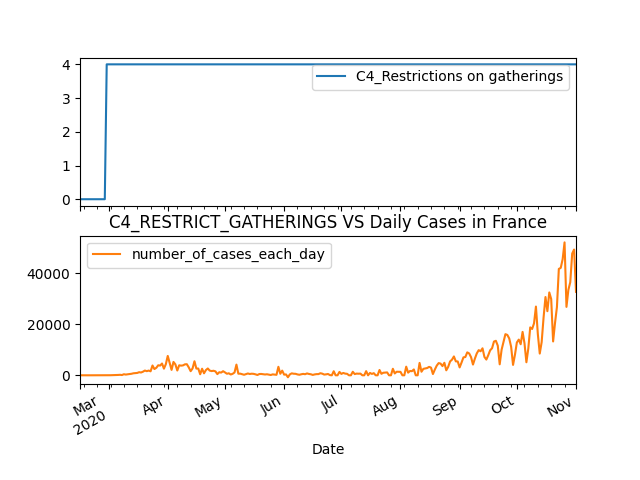 4
3
2
1
0
C4_Restrictions on gatherings
C4_RESTRICT_GATHERINGS VS Daily Cases in France
number_of_cases_each_day
40000
20000
0
Mar
2020
Apr
May
Jun
Jul
Aug
Sep
Oct
Nov
Date